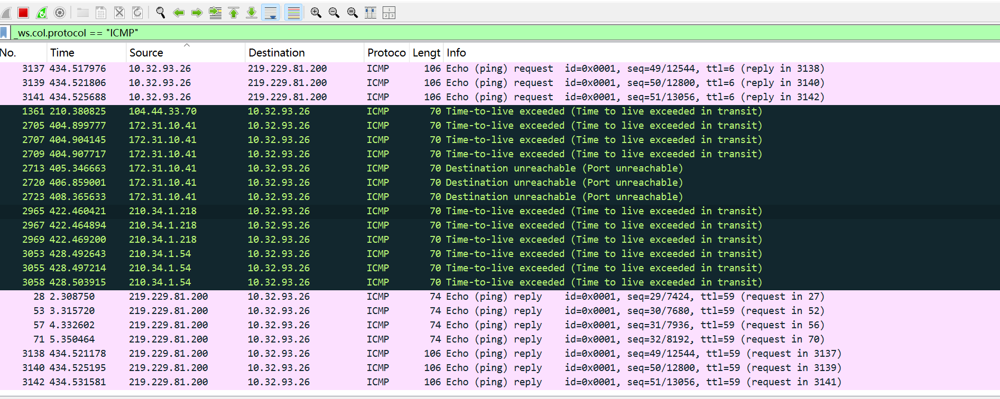 _ws.col.protocol == "ICMP"
No. Time Source Destination Protoco Lengt Info
3137 434.517976 10.32.93.26 219.229.81.200 ICMP 106 Echo (ping) request id=0x0001, seq=49/12544, ttl=6 (reply in 3138)
3139 434.521806 10.32.93.26 219.229.81.200 ICMP 106 Echo (ping) request id=0x0001, seq=50/12800, ttl=6 (reply in 3140)
3141 434.525688 10.32.93.26 219.229.81.200 ICMP 106 Echo (ping) request id=0x0001, seq=51/13056, ttl=6 (reply in 3142)
1361 210.380825 104.44.33.70 10.32.93.26 ICMP 70 Time-to-live exceeded (Time to live exceeded in transit)
2705 404.899777 172.31.10.41 10.32.93.26 ICMP 70 Time-to-live exceeded (Time to live exceeded in transit)
2707 404.904145 172.31.10.41 10.32.93.26 ICMP 70 Time-to-live exceeded (Time to live exceeded in transit)
2709 404.907717 172.31.10.41 10.32.93.26 ICMP 70 Time-to-live exceeded (Time to live exceeded in transit)
2713 405.346663 172.31.10.41 10.32.93.26 ICMP 70 Destination unreachable (Port unreachable)
2720 406.859001 172.31.10.41 10.32.93.26 ICMP 70 Destination unreachable (Port unreachable)
2723 408.365633 172.31.10.41 10.32.93.26 ICMP 70 Destination unreachable (Port unreachable)
2965 422.460421 210.34.1.218 10.32.93.26 ICMP 70 Time-to-live exceeded (Time to live exceeded in transit)
2967 422.464894 210.34.1.218 10.32.93.26 ICMP 70 Time-to-live exceeded (Time to live exceeded in transit)
2969 422.469200 210.34.1.218 10.32.93.26 ICMP 70 Time-to-live exceeded (Time to live exceeded in transit)
3053 428.492643 210.34.1.54 10.32.93.26 ICMP 70 Time-to-live exceeded (Time to live exceeded in transit)
3055 428.497214 210.34.1.54 10.32.93.26 ICMP 70 Time-to-live exceeded (Time to live exceeded in transit)
3058 428.503915 210.34.1.54 10.32.93.26 ICMP 70 Time-to-live exceeded (Time to live exceeded in transit)
28 2.308750 219.229.81.200 10.32.93.26 ICMP 74 Echo (ping) reply id=0x0001, seq=29/7424, ttl=59 (request in 27)
53 3.315720 219.229.81.200 10.32.93.26 ICMP 74 Echo (ping) reply id=0x0001, seq=30/7680, ttl=59 (request in 52)
57 4.332602 219.229.81.200 10.32.93.26 ICMP 74 Echo (ping) reply id=0x0001, seq=31/7936, ttl=59 (request in 56)
71 5.350464 219.229.81.200 10.32.93.26 ICMP 74 Echo (ping) reply id=0x0001, seq=32/8192, ttl=59 (request in 70)
3138 434.521178 219.229.81.200 10.32.93.26 ICMP 106 Echo (ping) reply id=0x0001, seq=49/12544, ttl=59 (request in 3137)
3140 434.525195 219.229.81.200 10.32.93.26 ICMP 106 Echo (ping) reply id=0x0001, seq=50/12800, ttl=59 (request in 3139)
3142 434.531581 219.229.81.200 10.32.93.26 ICMP 106 Echo (ping) reply id=0x0001, seq=51/13056, ttl=59 (request in 3141)